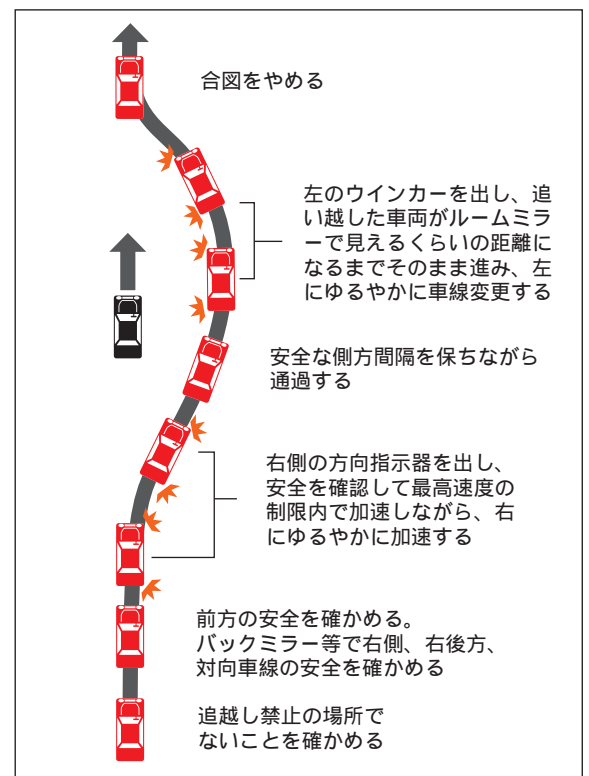 合図をやめる
左のウインカーを出し、追
い越した車両がルームミラ
ーで見えるくらいの距離に
なるまでそのまま進み、左
にゆるやかに車線変更する
安全な側方間隔を保ちながら
通過する
右側の方向指示器を出し、
安全を確認して最高速度の
制限内で加速しながら、右
にゆるやかに加速する
前方の安全を確かめる。
バックミラー等で右側、右後方、
対向車線の安全を確かめる
追越し禁止の場所で
ないことを確かめる